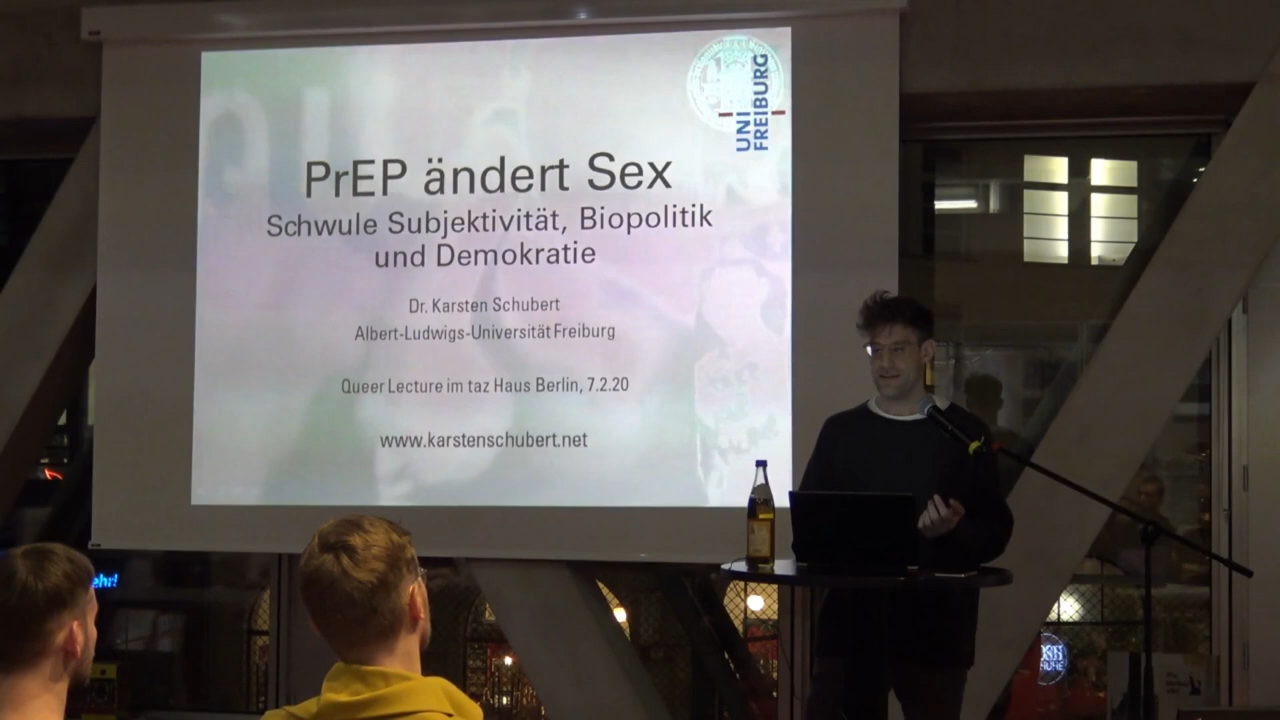 PrEP ändert Sex
Schwule Subjektivität, Biopolitik
und Demokratie
Dr. Karsten Schubert
Albert-Ludwigs-Universität Freiburg
Queer Lecture im taz Haus Berlin, 7.2.20
www.karstenschubert.net
UNI
FREIBURG
ehr!